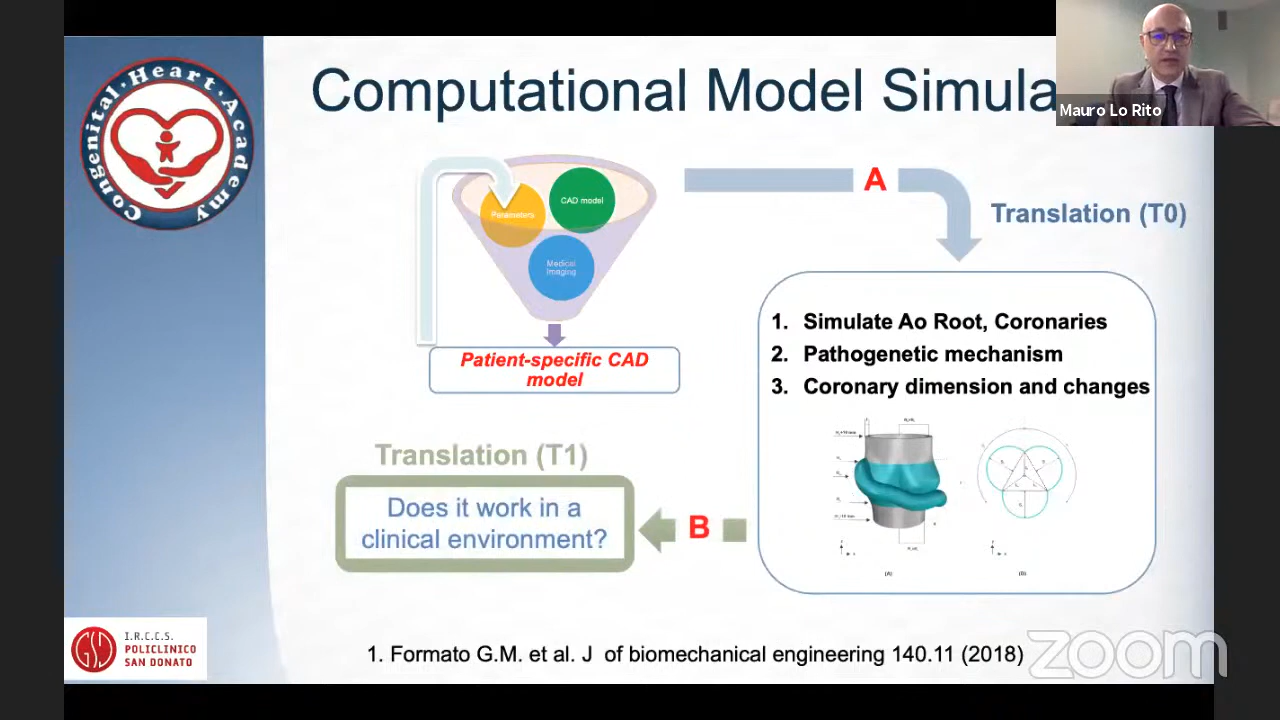 Computational Model Simula
Mauro Lo Rito
Congenital · Heart · Academy
Parameters
CAD model
Medical
Imaging
Patient-specific CAD
model
A
Translation (T0)
1. Simulate Ao Root, Coronaries
2. Pathogenetic mechanism
3. Coronary dimension and changes
(A)
(B)
Translation (T1)
Does it work in a
clinical environment?
B
I.R.C.C.S.
POLICLINICO
SAN DONATO
GSD
1. Formato G.M. et al. J of biomechanical engineering 140.11 (2018)
zoom